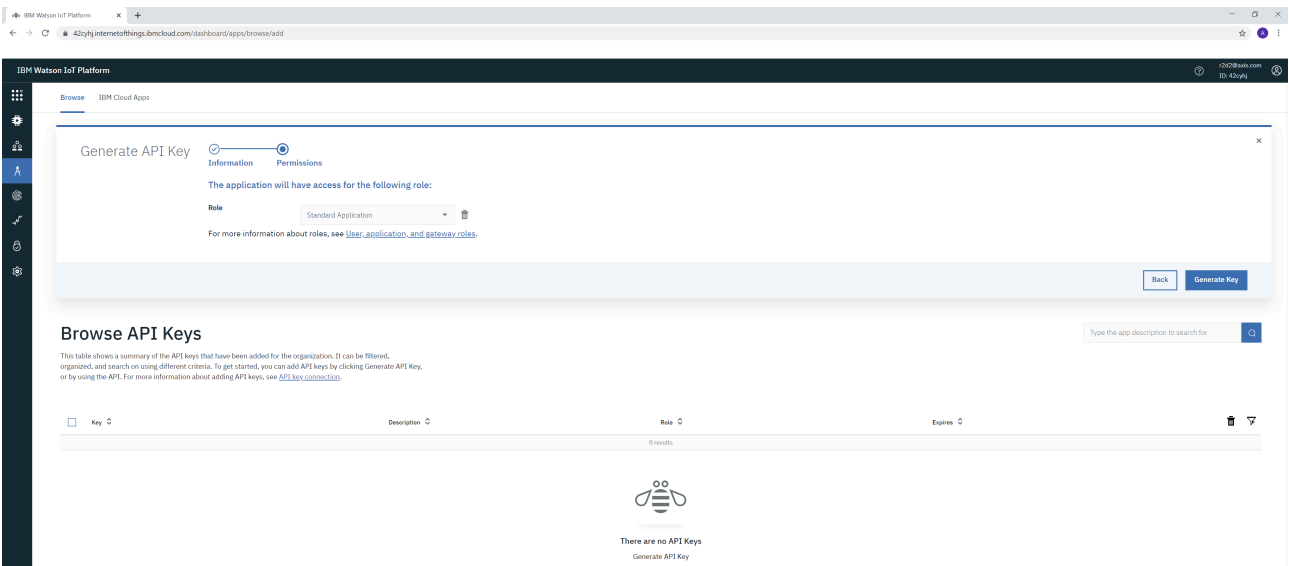 IBM Watson IoT Platform
42cyhj.internetofthings.ibmcloud.com/dashboard/apps/browse/add
A
IBM Watson IoT Platform
r2d2@axis.com
ID: 42cyhj
Browse IBM Cloud Apps
Generate API Key
Information Permissions
The application will have access for the following role:
Role
Standard Application
For more information about roles, see User, application, and gateway roles.
Back Generate Key
Browse API Keys
Type the app description to search for
This table shows a summary of the API keys that have been added for the organization. It can be filtered,
organized, and search on using different criteria. To get started, you can add API keys by clicking Generate API Key,
or by using the API. For more information about adding API keys, see API key connection.
Key Description Role Expires
0 results
There are no API Keys
Generate API Key